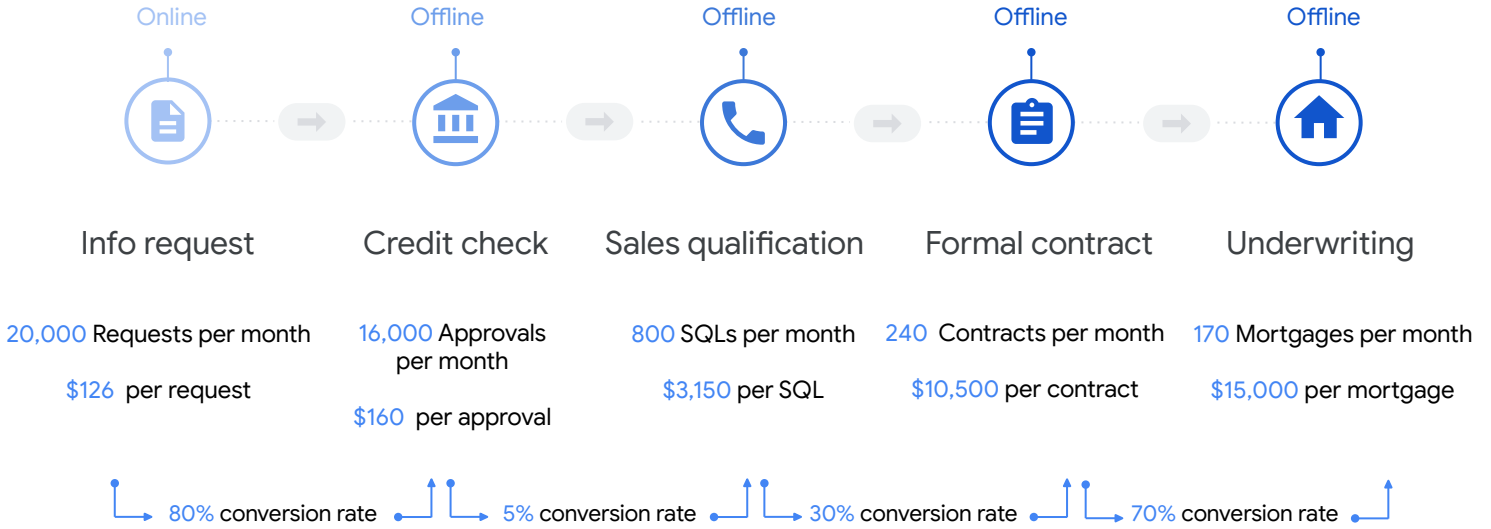 Online
Offline
Offline
Offline
Offline
Info request
Credit check
Sales qualification
Formal contract
Underwriting
20,000 Requests per month
$126 per request
16,000 Approvals
per month
$160 per approval
800 SQLs per month
$3,150 per SQL
240 Contracts per month
$10,500 per contract
170 Mortgages per month
$15,000 per mortgage
80% conversion rate
5% conversion rate
30% conversion rate
70% conversion rate